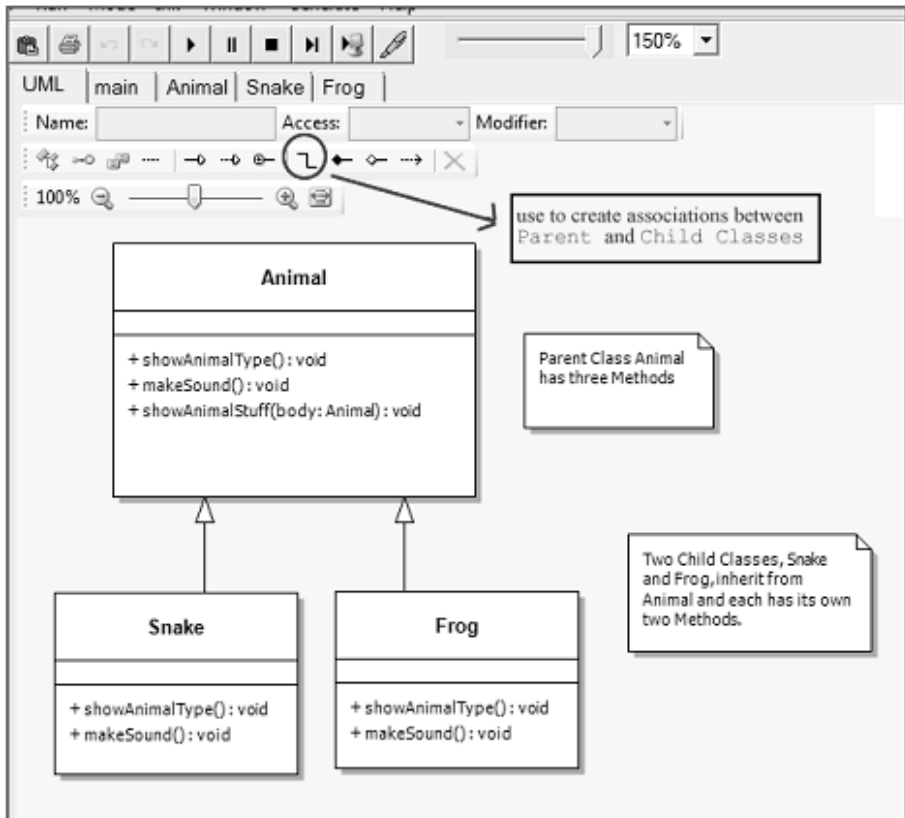 150%
UML main Animal Snake Frog
Name: Access: Modifier:
100%
use to create associations between
Parent and Child Classes
Animal
+ showAnimalType() : void
+ makeSound() : void
+ showAnimalStuff(body: Animal) : void
Parent Class Animal
has three Methods
Two Child Classes, Snake
and Frog, inherit from
Animal and each has its own
two Methods.
Snake
+ showAnimalType() : void
+ makeSound() : void
Frog
+ showAnimalType() : void
+ makeSound() : void